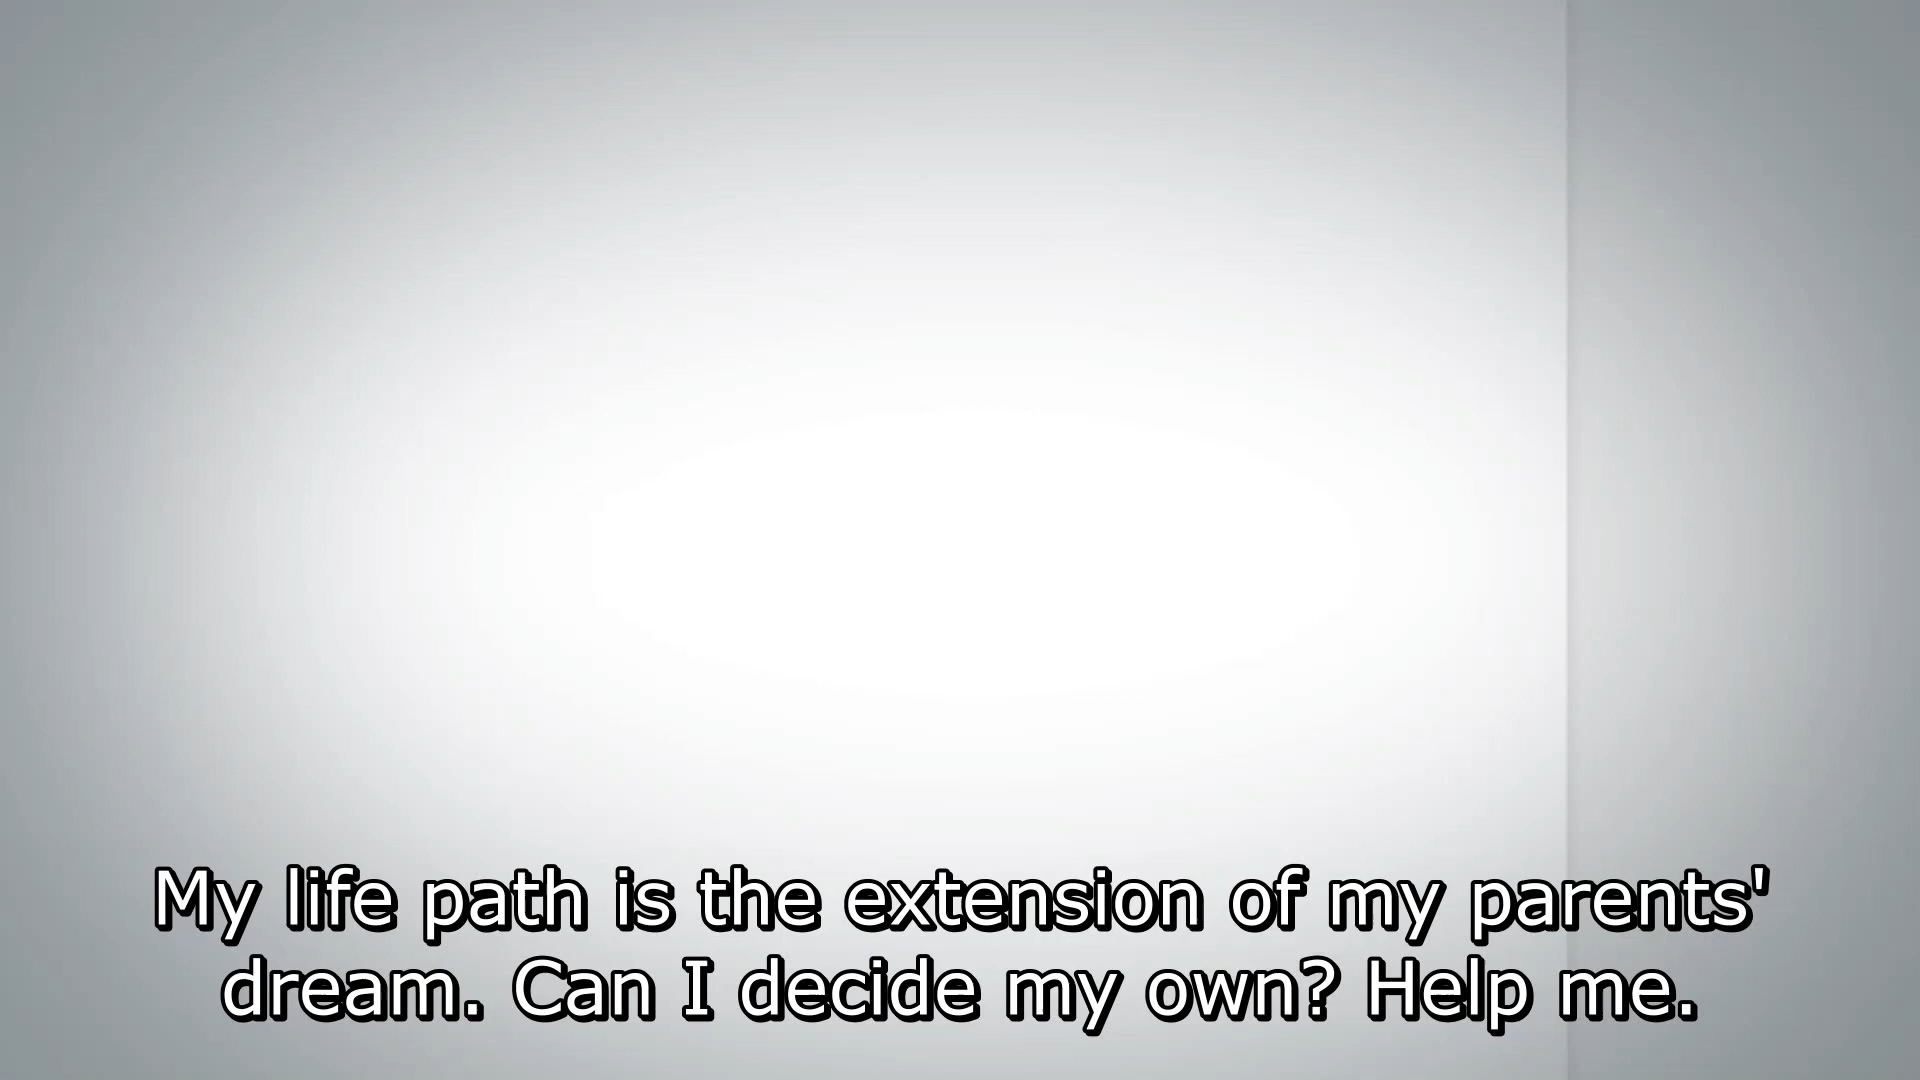 My life path is the extension of my parents'
dream. Can I decide my own? Help me.